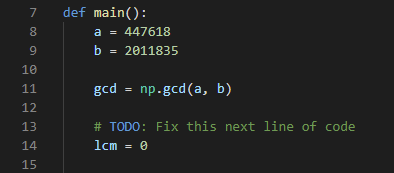 7 def main():
8     a = 447618
9     b = 2011835
10
11     gcd = np.gcd(a, b)
12
13     # TODO: Fix this next line of code
14     lcm = 0
15